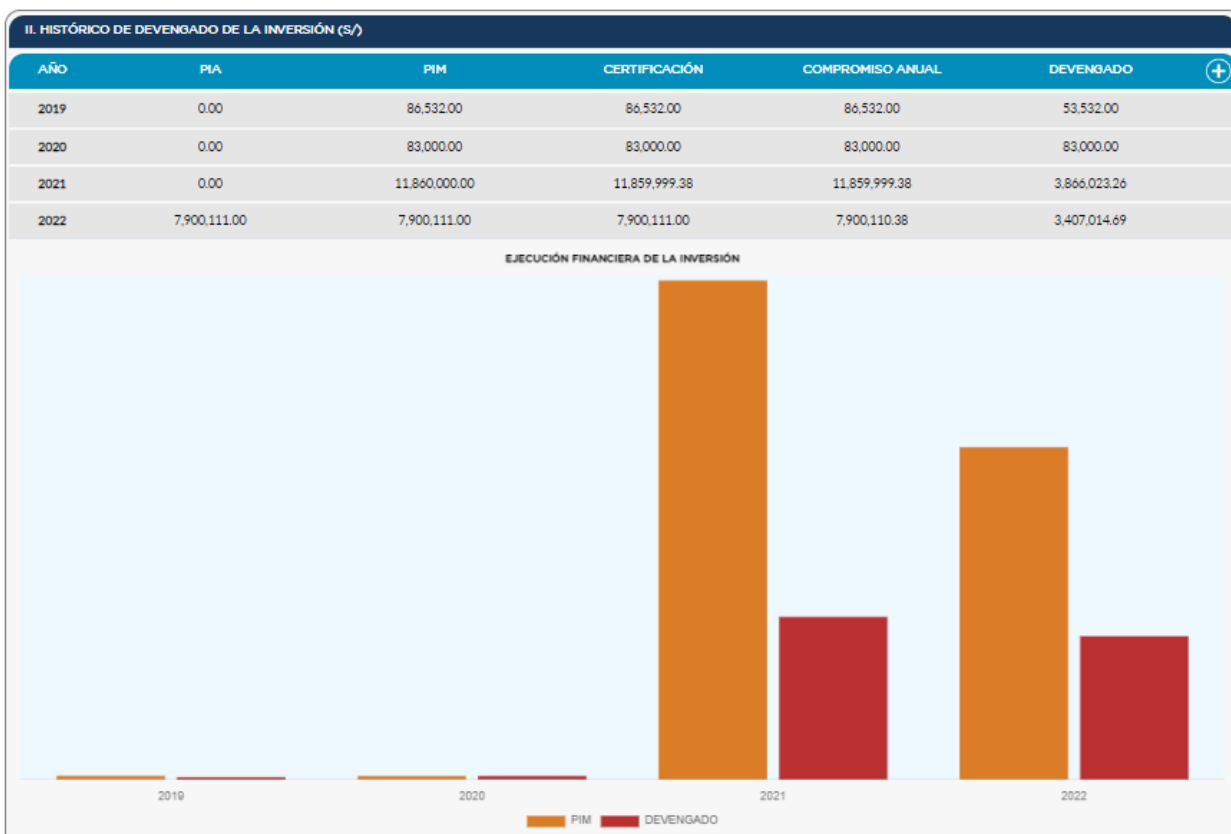 II. HISTÓRICO DE DEVENGADO DE LA INVERSIÓN (S/)
AÑO PIA PIM CERTIFICACIÓN COMPROMISO ANUAL DEVENGADO
2019 0.00 86,532.00 86,532.00 86,532.00 53,532.00
2020 0.00 83,000.00 83,000.00 83,000.00 83,000.00
2021 0.00 11,860,000.00 11,859,999.38 11,859,999.38 3,866,023.26
2022 7,900,111.00 7,900,111.00 7,900,111.00 7,900,110.38 3,407,014.69
EJECUCIÓN FINANCIERA DE LA INVERSIÓN
2019 2020 2021 2022
PIM DEVENGADO